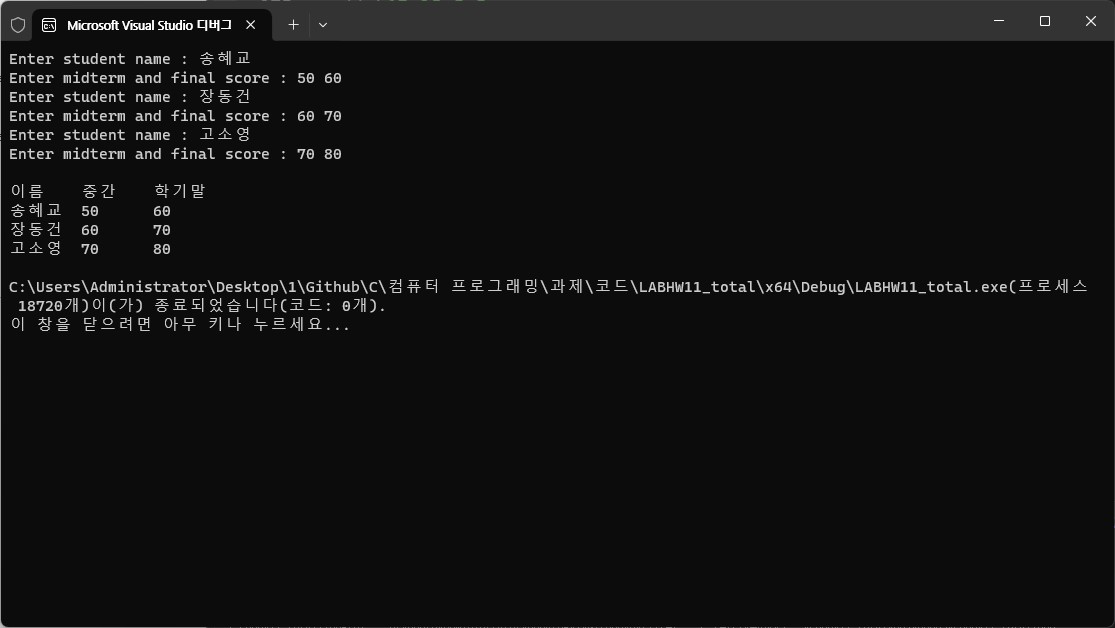 Microsoft Visual Studio 디버그
Enter student name : 송혜교
Enter midterm and final score : 50 60
Enter student name : 장동건
Enter midterm and final score : 60 70
Enter student name : 고소영
Enter midterm and final score : 70 80
이름 중간 학기말
송혜교 50 60
장동건 60 70
고소영 70 80
C:\Users\Administrator\Desktop\1\Github\C\컴퓨터 프로그래밍\과제\코드\LABHW11_total\x64\Debug\LABHW11_total.exe(프로세스
18720개)이(가) 종료되었습니다(코드: 0개).
이 창을 닫으려면 아무 키나 누르세요...